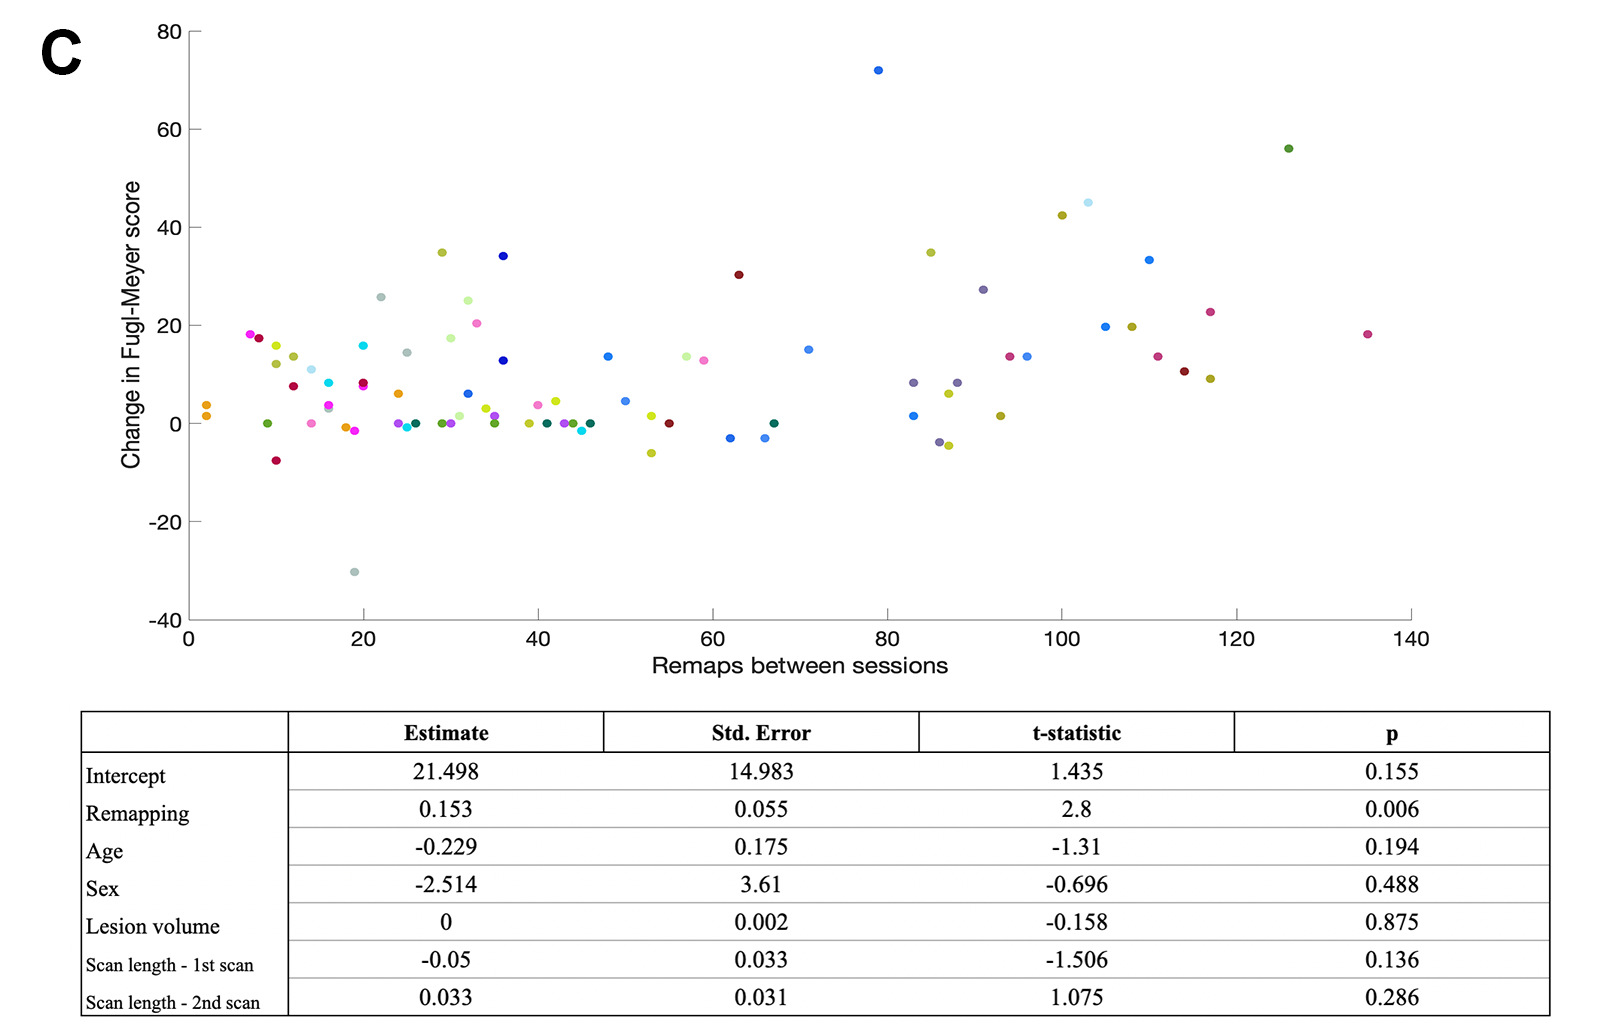 C
80
60
40
20
0
-20
-40
Change in Fugl-Meyer score
0 20 40 60 80 100 120 140
Remaps between sessions
Estimate Std. Error t-statistic p
Intercept 21.498 14.983 1.435 0.155
Remapping 0.153 0.055 2.8 0.006
Age -0.229 0.175 -1.31 0.194
Sex -2.514 3.61 -0.696 0.488
Lesion volume 0 0.002 -0.158 0.875
Scan length - 1st scan -0.05 0.033 -1.506 0.136
Scan length - 2nd scan 0.033 0.031 1.075 0.286